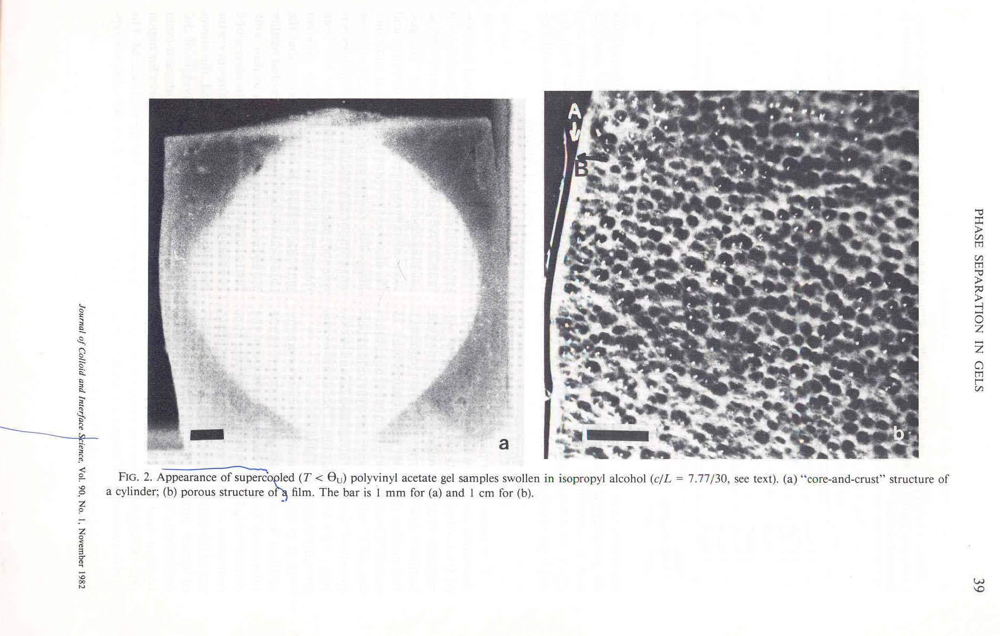 PHASE SEPARATION IN GELS
39
A
B
a
b
FIG. 2. Appearance of supercooled (T < ΘU) polyvinyl acetate gel samples swollen in isopropyl alcohol (c/L = 7.77/30, see text). (a) “core-and-crust” structure of
a cylinder; (b) porous structure of a film. The bar is 1 mm for (a) and 1 cm for (b).
Journal of Colloid and Interface Science, Vol. 90, No. 1, November 1982